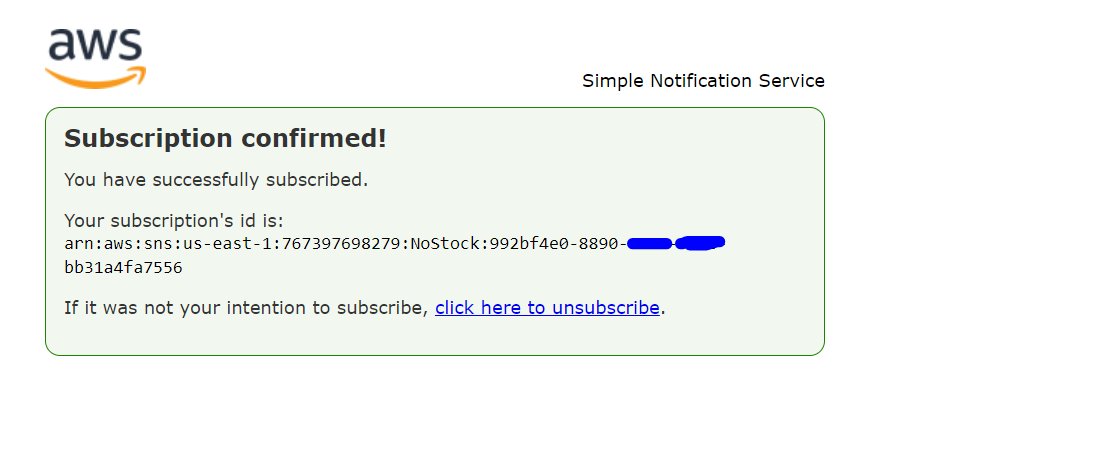 aws
Simple Notification Service
Subscription confirmed!
You have successfully subscribed.
Your subscription's id is:
arn:aws:sns:us-east-1:767397698279:NoStock:992bf4e0-8890-
bb31a4fa7556
If it was not your intention to subscribe, click here to unsubscribe.